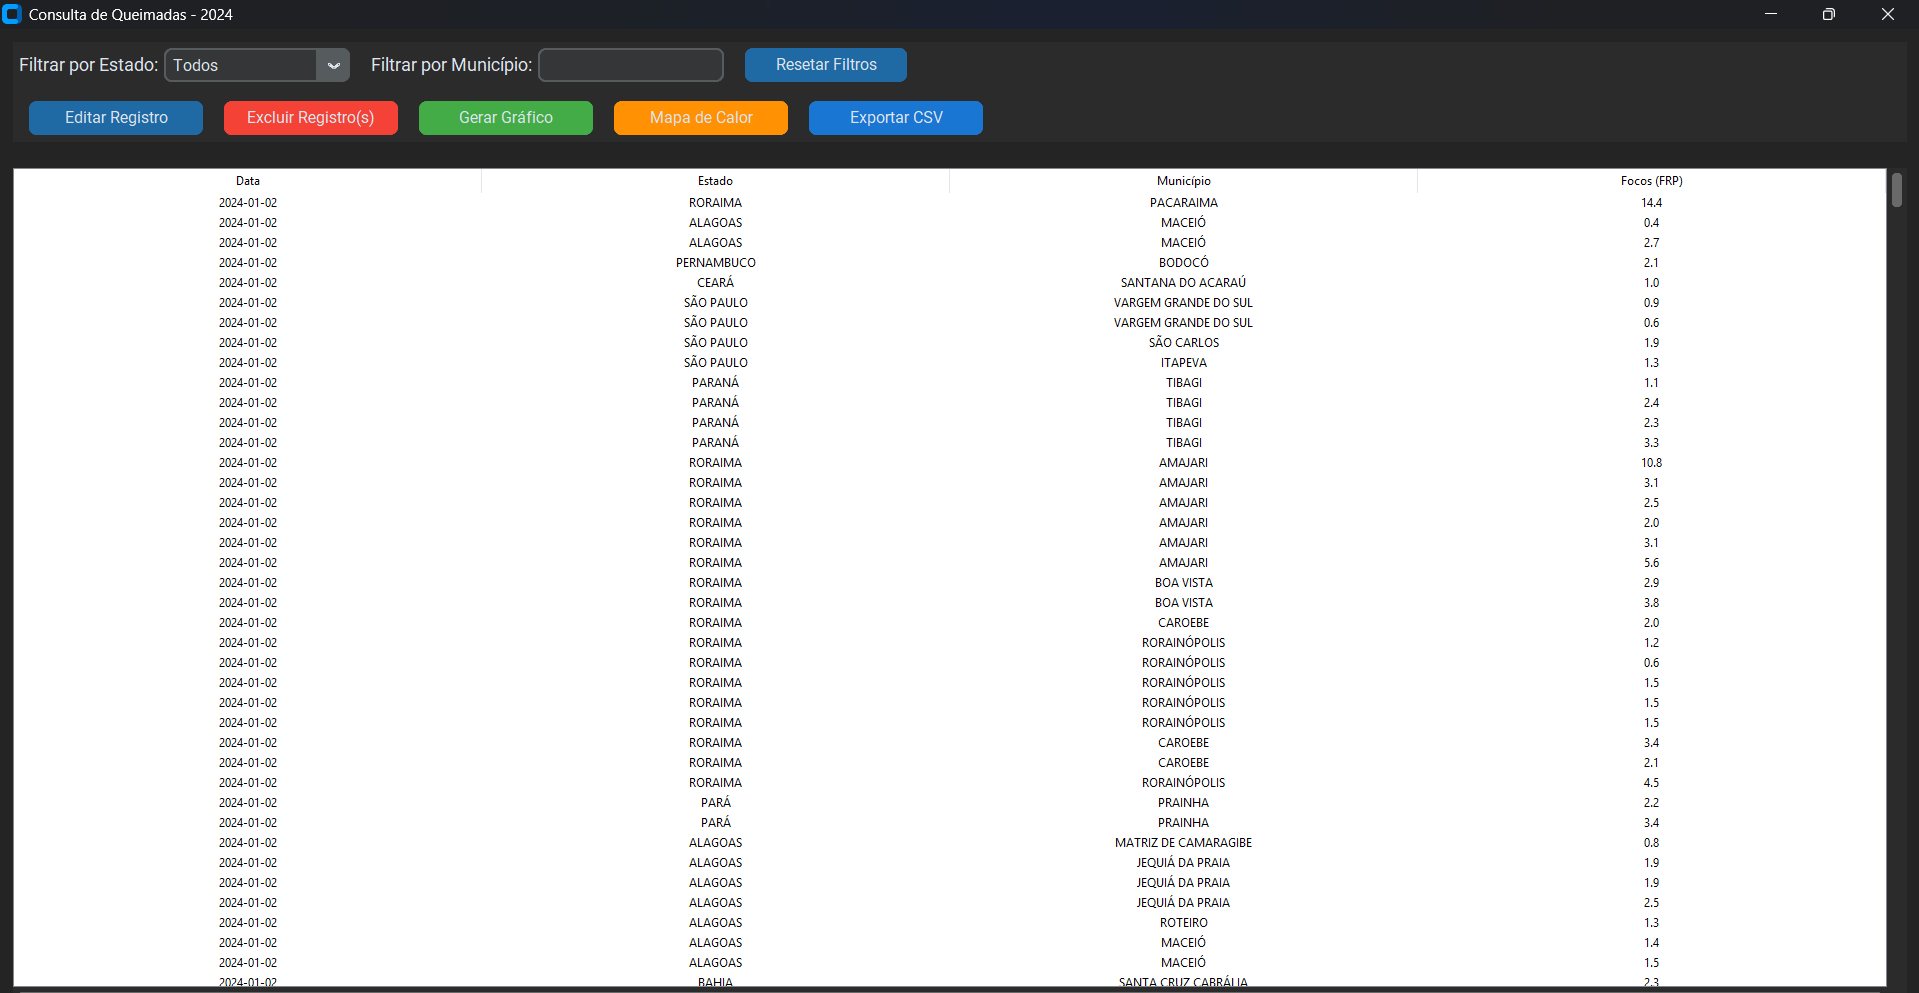 Consulta de Queimadas - 2024
Filtrar por Estado: Todos Filtrar por Município: Resetar Filtros
Editar Registro Excluir Registro(s) Gerar Gráfico Mapa de Calor Exportar CSV
Data Estado Município Focos (FRP)
2024-01-02 RORAIMA PACARAIMA 14.4
2024-01-02 ALAGOAS MACEIÓ 0.4
2024-01-02 ALAGOAS MACEIÓ 2.7
2024-01-02 PERNAMBUCO BODOCÓ 2.1
2024-01-02 CEARÁ SANTANA DO ACARAÚ 1.0
2024-01-02 SÃO PAULO VARGEM GRANDE DO SUL 0.9
2024-01-02 SÃO PAULO VARGEM GRANDE DO SUL 0.6
2024-01-02 SÃO PAULO SÃO CARLOS 1.9
2024-01-02 SÃO PAULO ITAPEVA 1.3
2024-01-02 PARANÁ TIBAGI 1.1
2024-01-02 PARANÁ TIBAGI 2.4
2024-01-02 PARANÁ TIBAGI 2.3
2024-01-02 PARANÁ TIBAGI 3.3
2024-01-02 RORAIMA AMAJARI 10.8
2024-01-02 RORAIMA AMAJARI 3.1
2024-01-02 RORAIMA AMAJARI 2.5
2024-01-02 RORAIMA AMAJARI 2.0
2024-01-02 RORAIMA AMAJARI 3.1
2024-01-02 RORAIMA AMAJARI 5.6
2024-01-02 RORAIMA BOA VISTA 2.9
2024-01-02 RORAIMA BOA VISTA 3.8
2024-01-02 RORAIMA CAROEBE 2.0
2024-01-02 RORAIMA RORAINÓPOLIS 1.2
2024-01-02 RORAIMA RORAINÓPOLIS 0.6
2024-01-02 RORAIMA RORAINÓPOLIS 1.5
2024-01-02 RORAIMA RORAINÓPOLIS 1.5
2024-01-02 RORAIMA RORAINÓPOLIS 1.5
2024-01-02 RORAIMA CAROEBE 3.4
2024-01-02 RORAIMA CAROEBE 2.1
2024-01-02 RORAIMA RORAINÓPOLIS 4.5
2024-01-02 PARÁ PRAINHA 2.2
2024-01-02 PARÁ PRAINHA 3.4
2024-01-02 ALAGOAS MATRIZ DE CAMARAGIBE 0.8
2024-01-02 ALAGOAS JEQUIÁ DA PRAIA 1.9
2024-01-02 ALAGOAS JEQUIÁ DA PRAIA 1.9
2024-01-02 ALAGOAS JEQUIÁ DA PRAIA 2.5
2024-01-02 ALAGOAS ROTEIRO 1.3
2024-01-02 ALAGOAS MACEIÓ 1.4
2024-01-02 ALAGOAS MACEIÓ 1.5
2024-01-02 BAHIA SANTA CRUZ CABRÁLIA 2.3